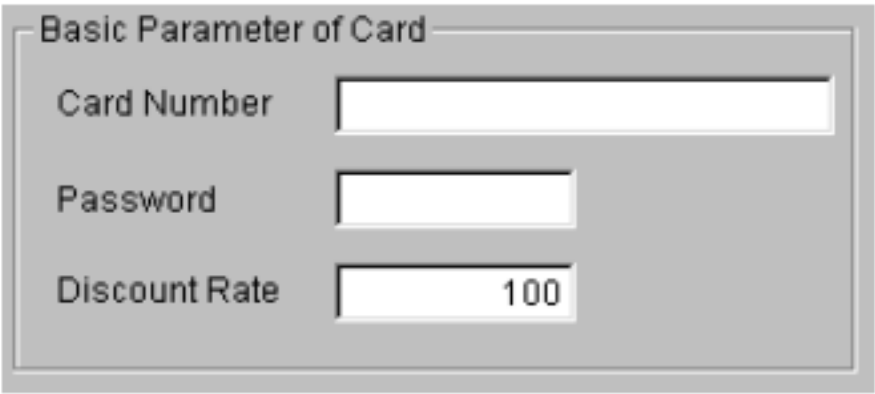 Basic Parameter of Card
Card Number
Password
Discount Rate 100